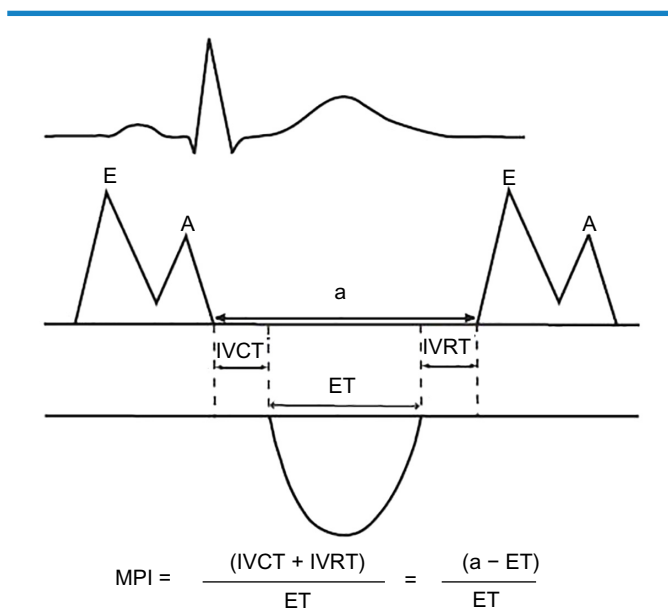 E
A
E
A
a
IVCT
IVRT
ET
MPI = (IVCT + IVRT) / ET = (a − ET) / ET